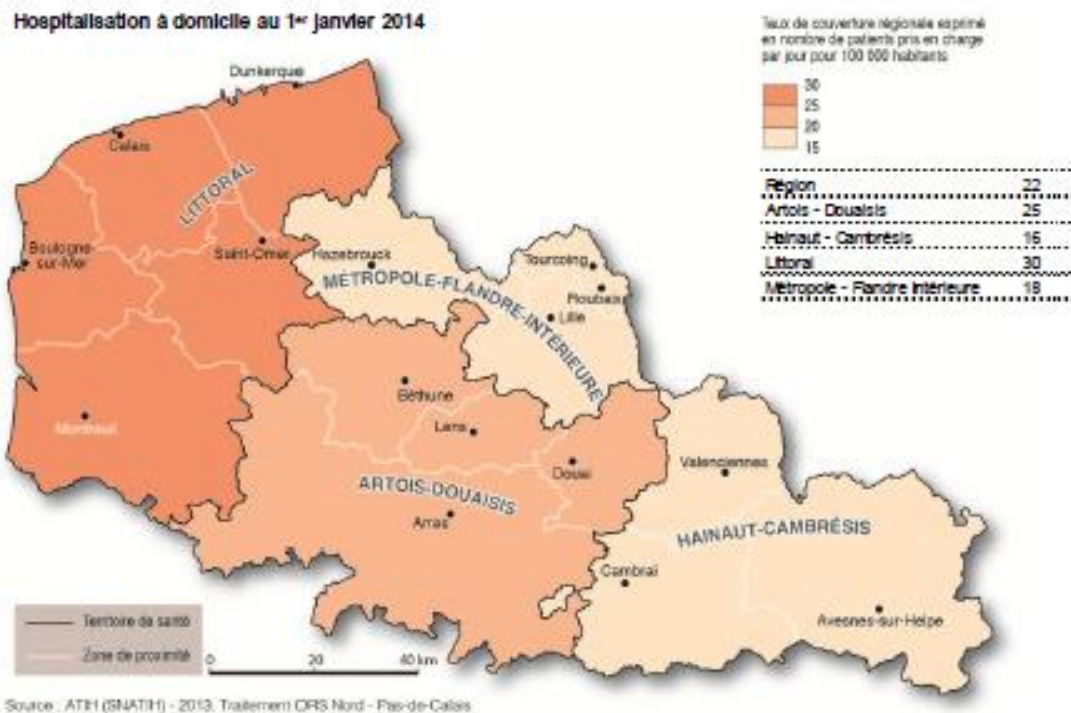 Hospitalisation à domicile au 1er janvier 2014
Taux de couverture régionale exprimé
en nombre de patients pris en charge
par jour pour 100 000 habitants
30
25
20
15
Région 22
Artois - Douaisis 25
Hainaut - Cambrésis 16
Littoral 30
Métropole - Flandre intérieure 18
Dunkerque
Calais
LITTORAL
Boulogne
-sur-Mer
Saint-Omer
Hazebrouck
Tourcoing
Roubaix
MÉTROPOLE-FLANDRE-INTÉRIEURE
Lille
Béthune
Montreuil
Lens
Douai
Valenciennes
ARTOIS-DOUAISIS
Arras
HAINAUT-CAMBRÉSIS
Cambrai
Avesnes-sur-Helpe
Territoire de santé
Zone de proximité
0 20 40 km
Source : ATIH (SNATIH) - 2013. Traitement ORS Nord - Pas-de-Calais